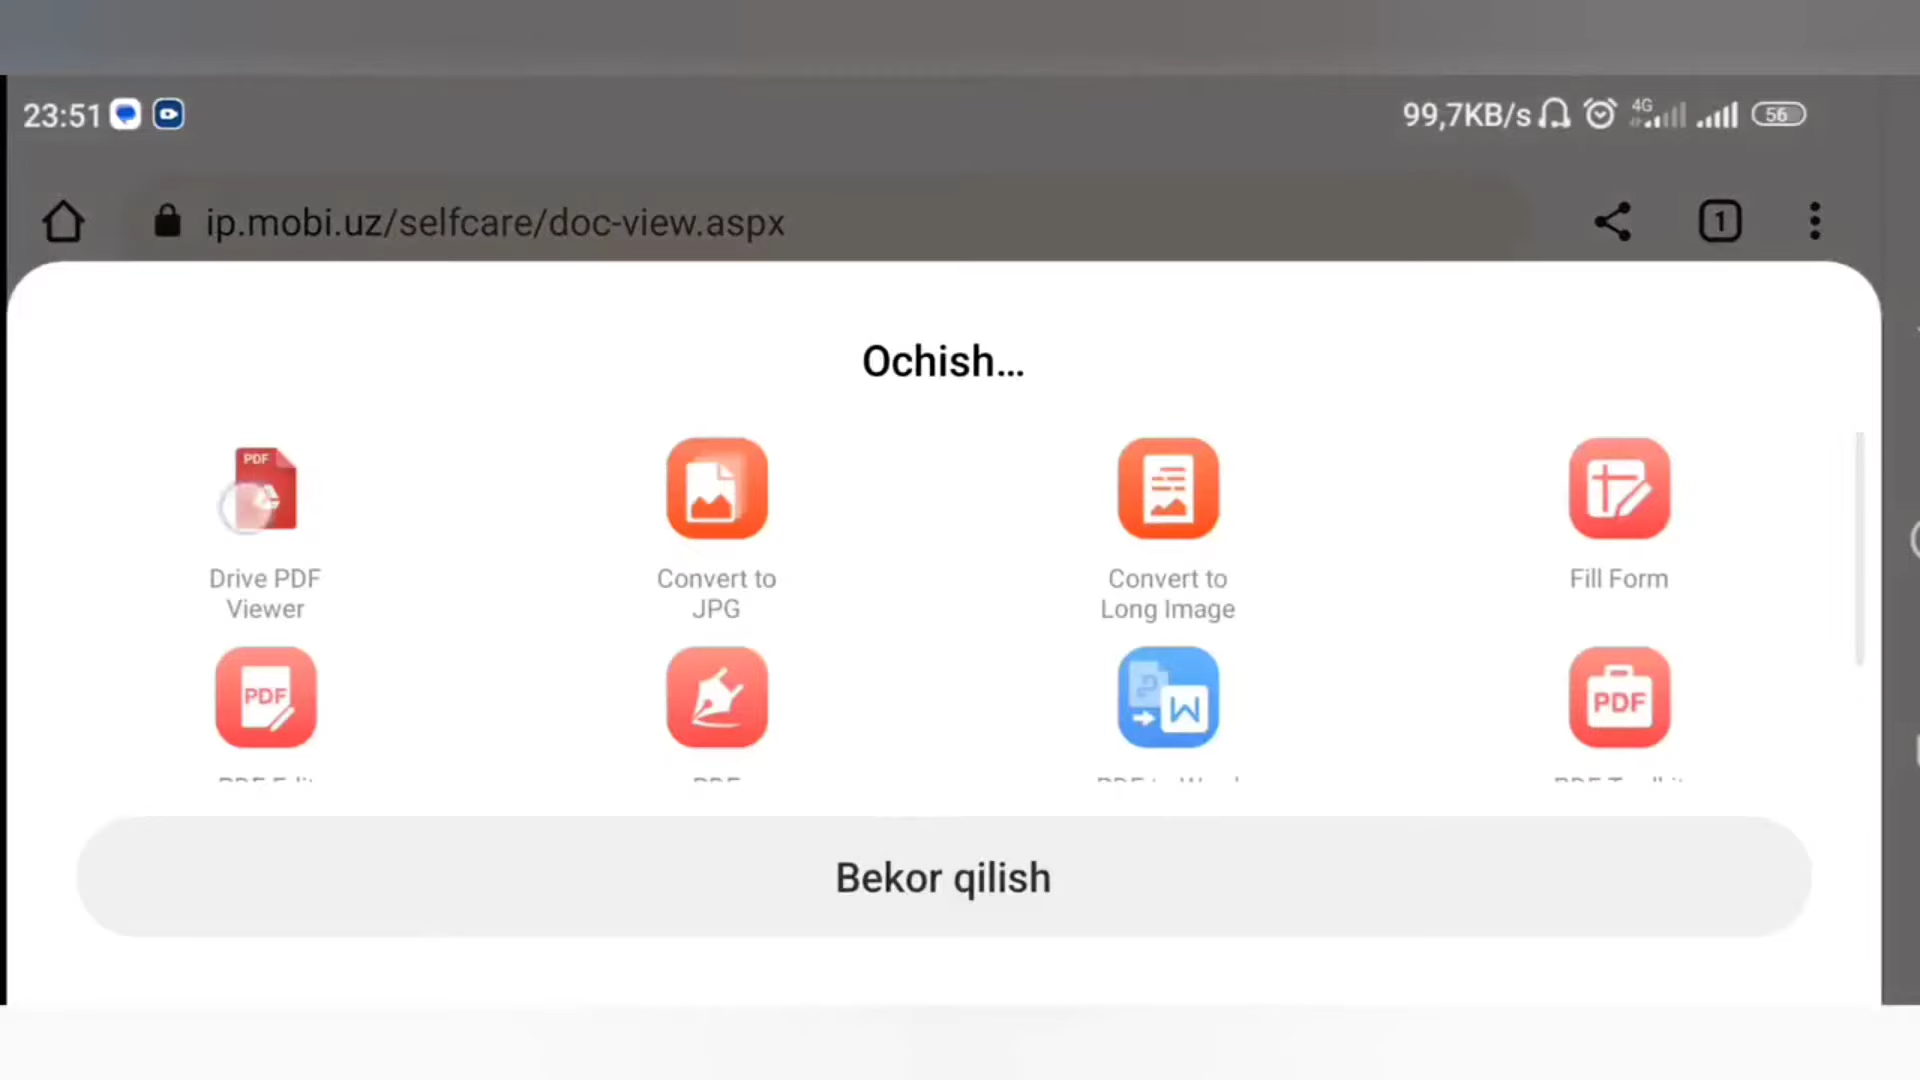 23:51
99,7KB/s 4G 56
ip.mobi.uz/selfcare/doc-view.aspx
1
Ochish...
PDF
Drive PDF
Viewer
Convert to
JPG
Convert to
Long Image
Fill Form
PDF
W
PDF
Bekor qilish